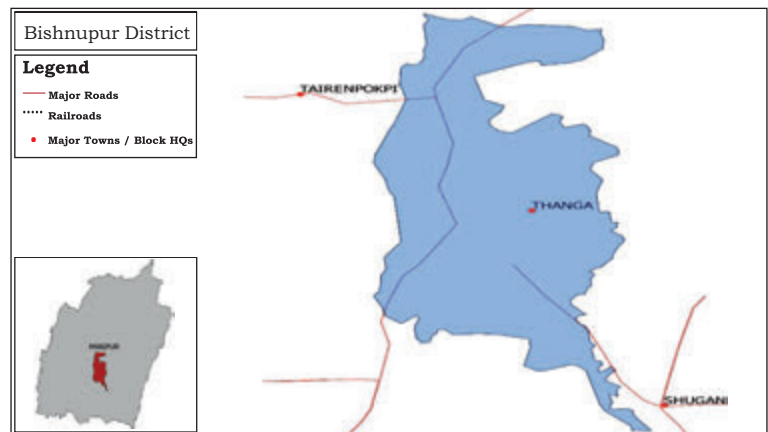 Bishnupur District
Legend
Major Roads
Railroads
Major Towns / Block HQs
TAIRENPOKPI
THANGA
SHUGANI